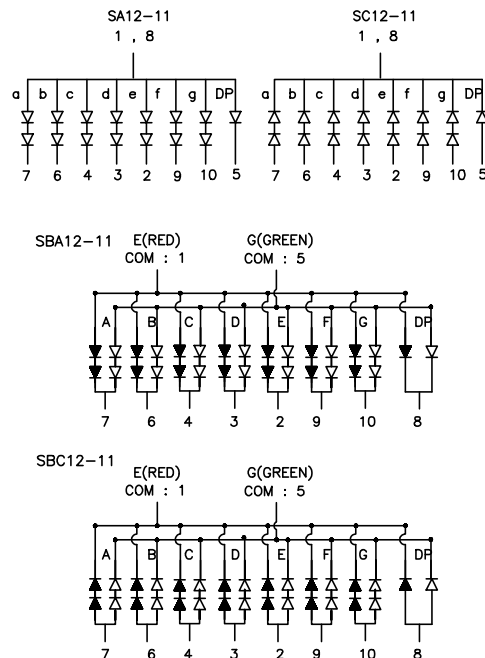 SA12-11
1 , 8
a b c d e f g DP
7 6 4 3 2 9 10 5
SC12-11
1 , 8
a b c d e f g DP
7 6 4 3 2 9 10 5
SBA12-11
E(RED)
COM : 1
G(GREEN)
COM : 5
A B C D E F G DP
7 6 4 3 2 9 10 8
SBC12-11
E(RED)
COM : 1
G(GREEN)
COM : 5
A B C D E F G DP
7 6 4 3 2 9 10 8